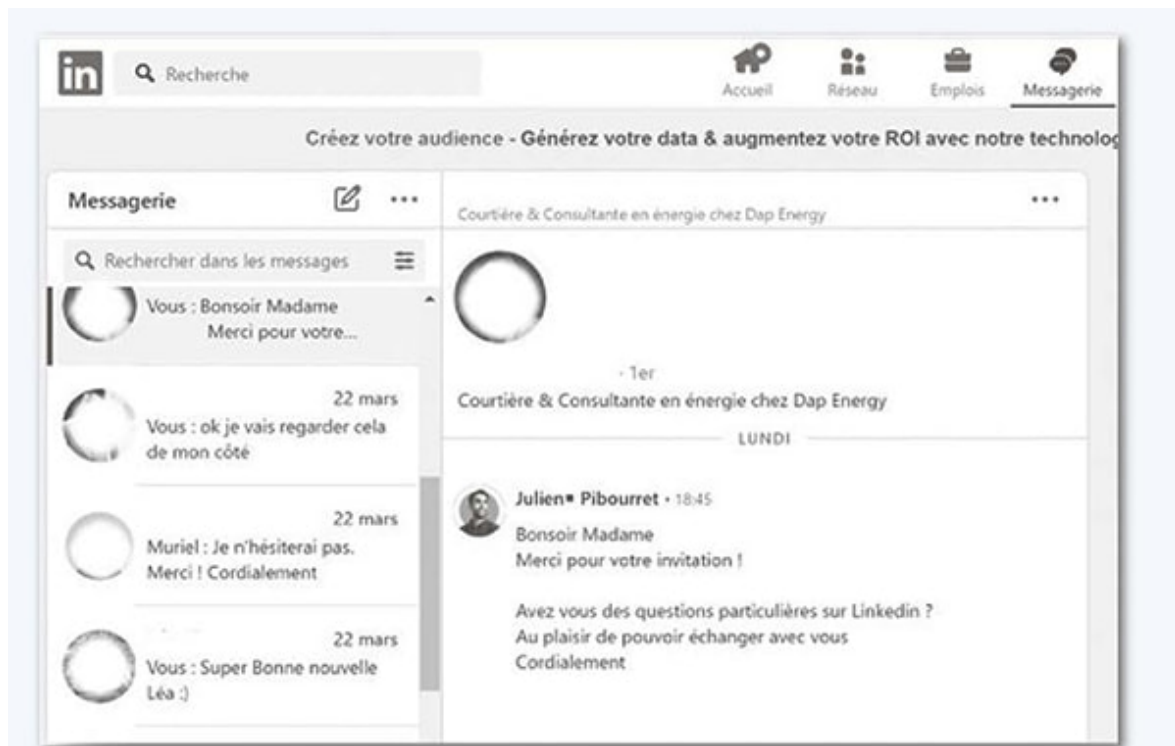 in
Recherche
Accueil
Réseau
Emplois
Messagerie
Créez votre audience - Générez votre data & augmentez votre ROI avec notre technolog
Messagerie
Rechercher dans les messages
Vous : Bonsoir Madame
Merci pour votre...
22 mars
Vous : ok je vais regarder cela
de mon côté
22 mars
Muriel : Je n'hésiterai pas.
Merci ! Cordialement
22 mars
Vous : Super Bonne nouvelle
Léa :)
Courtière & Consultante en énergie chez Dap Energy
· 1er
Courtière & Consultante en énergie chez Dap Energy
LUNDI
Julien Pibourret • 18:45
Bonsoir Madame
Merci pour votre invitation !
Avez vous des questions particulières sur Linkedin ?
Au plaisir de pouvoir échanger avec vous
Cordialement